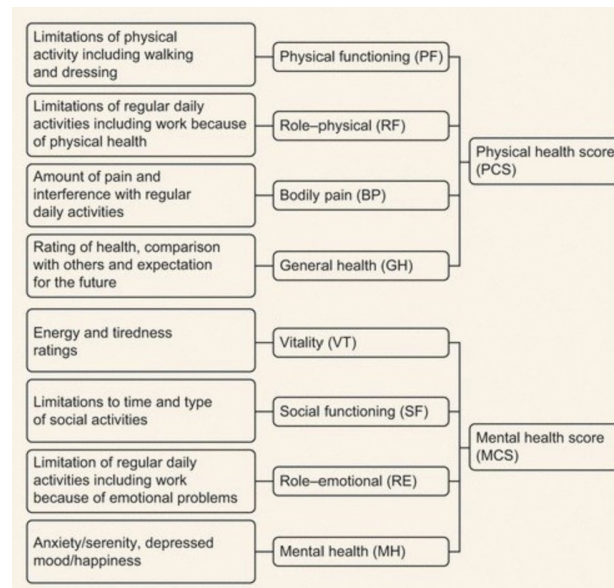 Limitations of physical
activity including walking
and dressing
Physical functioning (PF)
Limitations of regular daily
activities including work because
of physical health
Role–physical (RF)
Amount of pain and
interference with regular
daily activities
Bodily pain (BP)
Rating of health, comparison
with others and expectation
for the future
General health (GH)
Physical health score
(PCS)
Energy and tiredness
ratings
Vitality (VT)
Limitations to time and type
of social activities
Social functioning (SF)
Limitation of regular daily
activities including work
because of emotional problems
Role–emotional (RE)
Anxiety/serenity, depressed
mood/happiness
Mental health (MH)
Mental health score
(MCS)